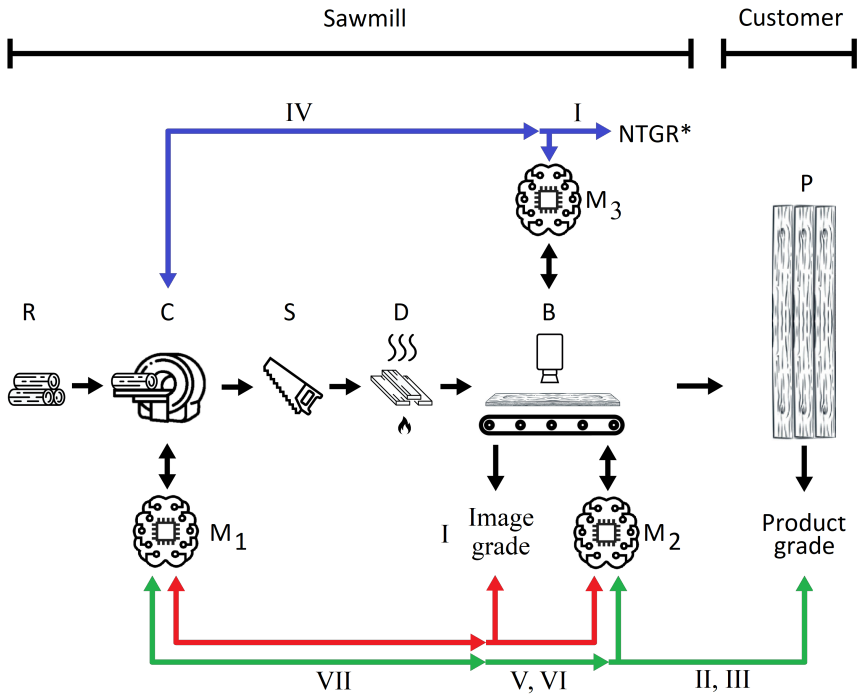 Sawmill
Customer
IV
I
NTGR*
M3
P
R
C
S
D
B
M1
I
Image
grade
M2
Product
grade
VII
V, VI
II, III